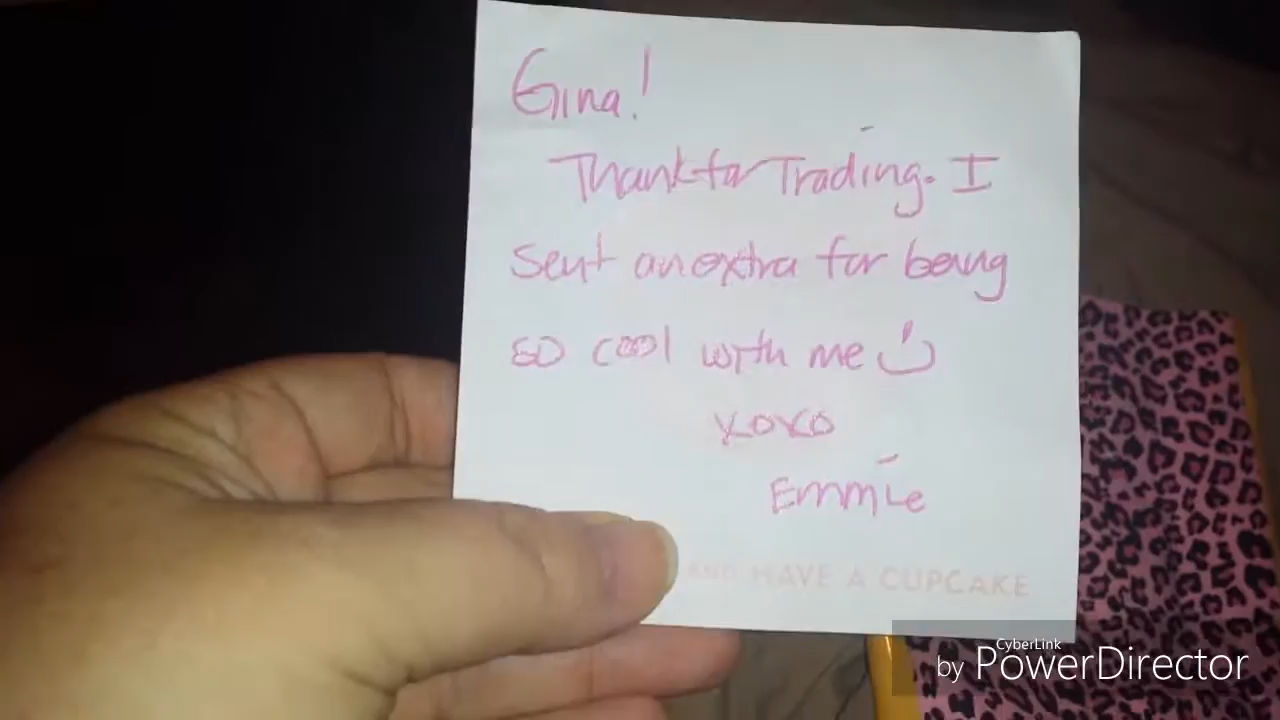 Gina!
Thank for Trading. I
sent an extra for being
so cool with me
xoxo
Emmie
AND HAVE A CUPCAKE
CyberLink
by PowerDirector